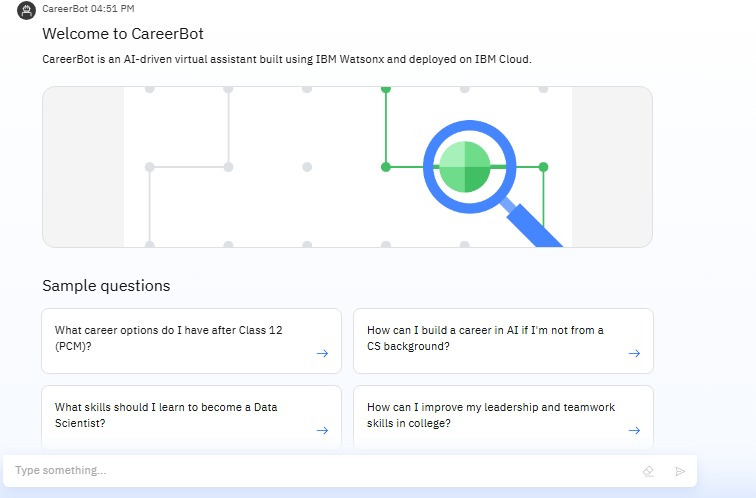 CareerBot 04:51 PM
Welcome to CareerBot
CareerBot is an AI-driven virtual assistant built using IBM Watsonx and deployed on IBM Cloud.
Sample questions
What career options do I have after Class 12
(PCM)?
How can I build a career in AI if I'm not from a
CS background?
What skills should I learn to become a Data
Scientist?
How can I improve my leadership and teamwork
skills in college?
Type something...